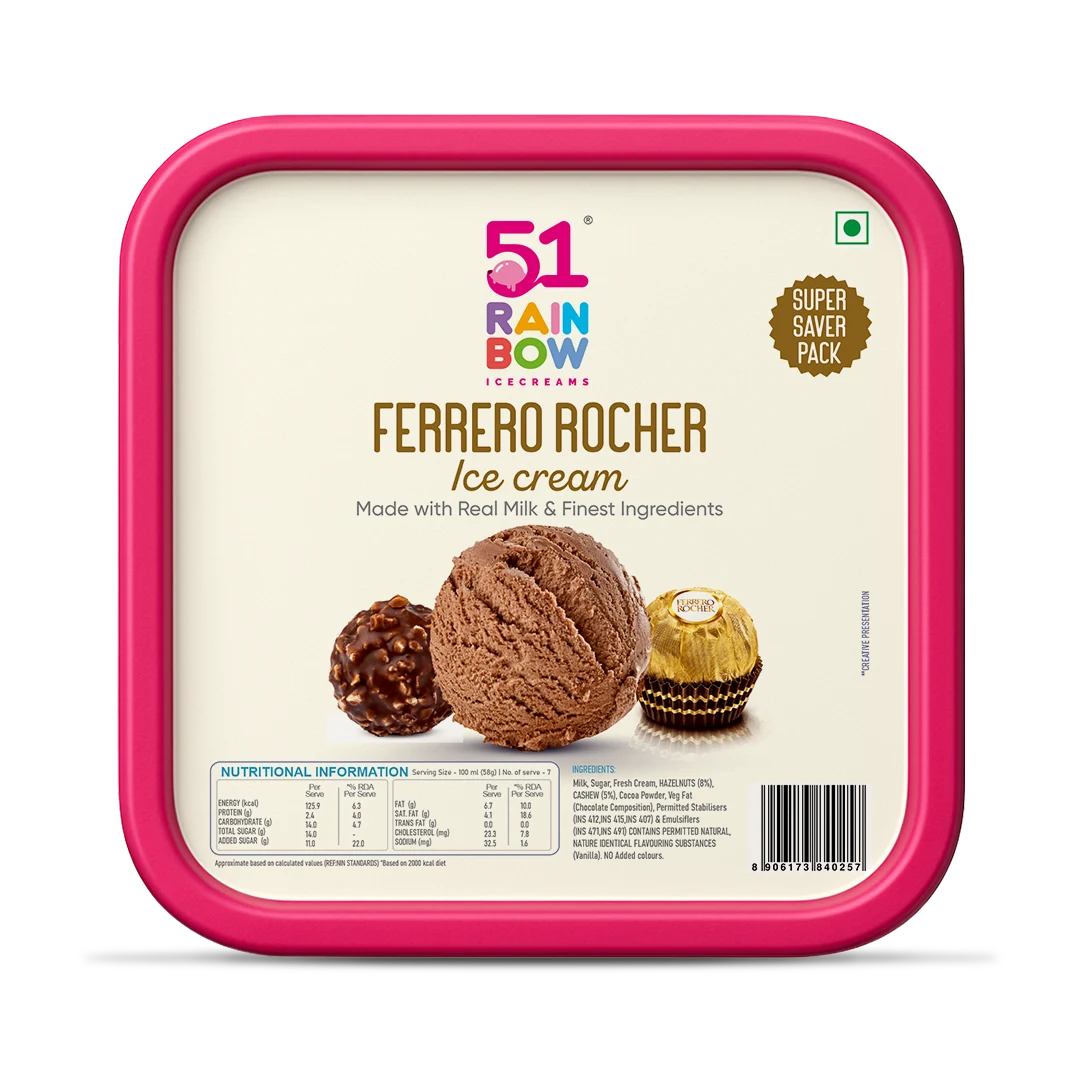 51®
RAIN
BOW
ICECREAMS
SUPER
SAVER
PACK
FERRERO ROCHER
Ice cream
Made with Real Milk & Finest Ingredients
FERRERO
ROCHER
**CREATIVE PRESENTATION
NUTRITIONAL INFORMATION Serving Size - 100 ml (58g) | No. of serve - 7
Per Serve *% RDA Per Serve
ENERGY (kcal) 125.9 6.3
PROTEIN (g) 2.4 4.0
CARBOHYDRATE (g) 14.0 4.7
TOTAL SUGAR (g) 14.0 -
ADDED SUGAR (g) 11.0 22.0
Per Serve *% RDA Per Serve
FAT (g) 6.7 10.0
SAT. FAT (g) 4.1 18.6
TRANS FAT (g) 0.0 0.0
CHOLESTEROL (mg) 23.3 7.8
SODIUM (mg) 32.5 1.6
Approximate based on calculated values (REF:NIN STANDARDS) *Based on 2000 kcal diet
INGREDIENTS:
Milk, Sugar, Fresh Cream, HAZELNUTS (8%),
CASHEW (5%), Cocoa Powder, Veg Fat
(Chocolate Composition), Permitted Stabilisers
(INS 412,INS 415,INS 407) & Emulsiflers
(INS 471,INS 491) CONTAINS PERMITTED NATURAL,
NATURE IDENTICAL FLAVOURING SUBSTANCES
(Vanilla). NO Added colours.
8 906173 840257